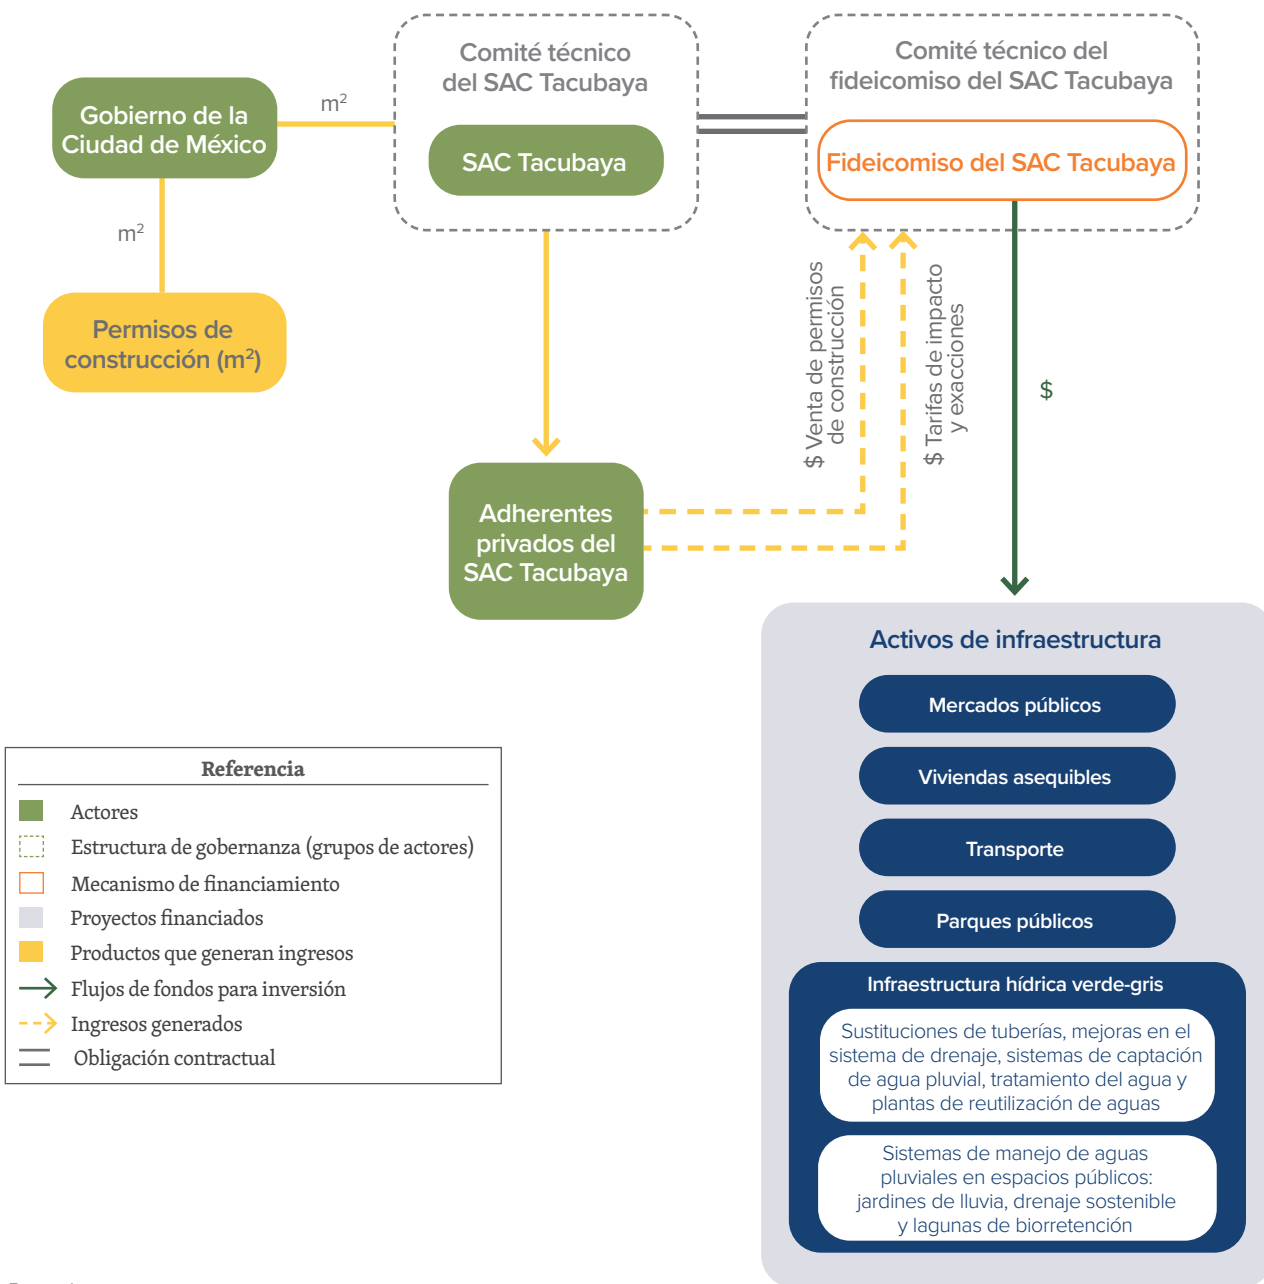 Comité técnico
del SAC Tacubaya
SAC Tacubaya
Comité técnico del
fideicomiso del SAC Tacubaya
Fideicomiso del SAC Tacubaya
Gobierno de la
Ciudad de México
m²
m²
Permisos de
construcción (m²)
$ Venta de permisos
de construcción
$ Tarifas de impacto
y exacciones
$
Adherentes
privados del
SAC Tacubaya
Activos de infraestructura
Mercados públicos
Viviendas asequibles
Transporte
Parques públicos
Infraestructura hídrica verde-gris
Sustituciones de tuberías, mejoras en el
sistema de drenaje, sistemas de captación
de agua pluvial, tratamiento del agua y
plantas de reutilización de aguas
Sistemas de manejo de aguas
pluviales en espacios públicos:
jardines de lluvia, drenaje sostenible
y lagunas de biorretención
Referencia
Actores
Estructura de gobernanza (grupos de actores)
Mecanismo de financiamiento
Proyectos financiados
Productos que generan ingresos
Flujos de fondos para inversión
Ingresos generados
Obligación contractual